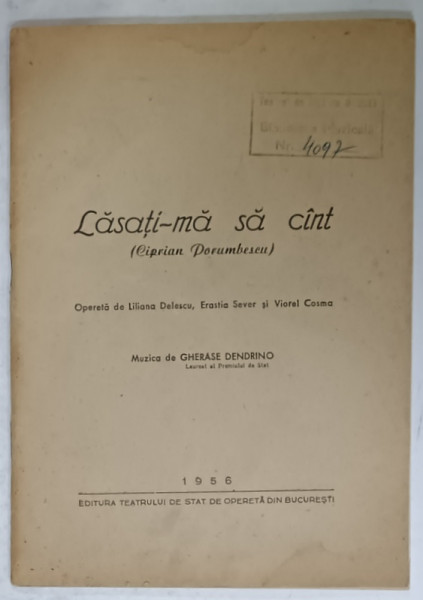 Nr. 4097
Lăsați-mă să cînt
(Ciprian Porumbescu)
Operetă de Liliana Delescu, Erastia Sever și Viorel Cosma
Muzica de GHERASE DENDRINO
Laureat al Premiului de Stat
1956
EDITURA TEATRULUI DE STAT DE OPERETĂ DIN BUCUREȘTI